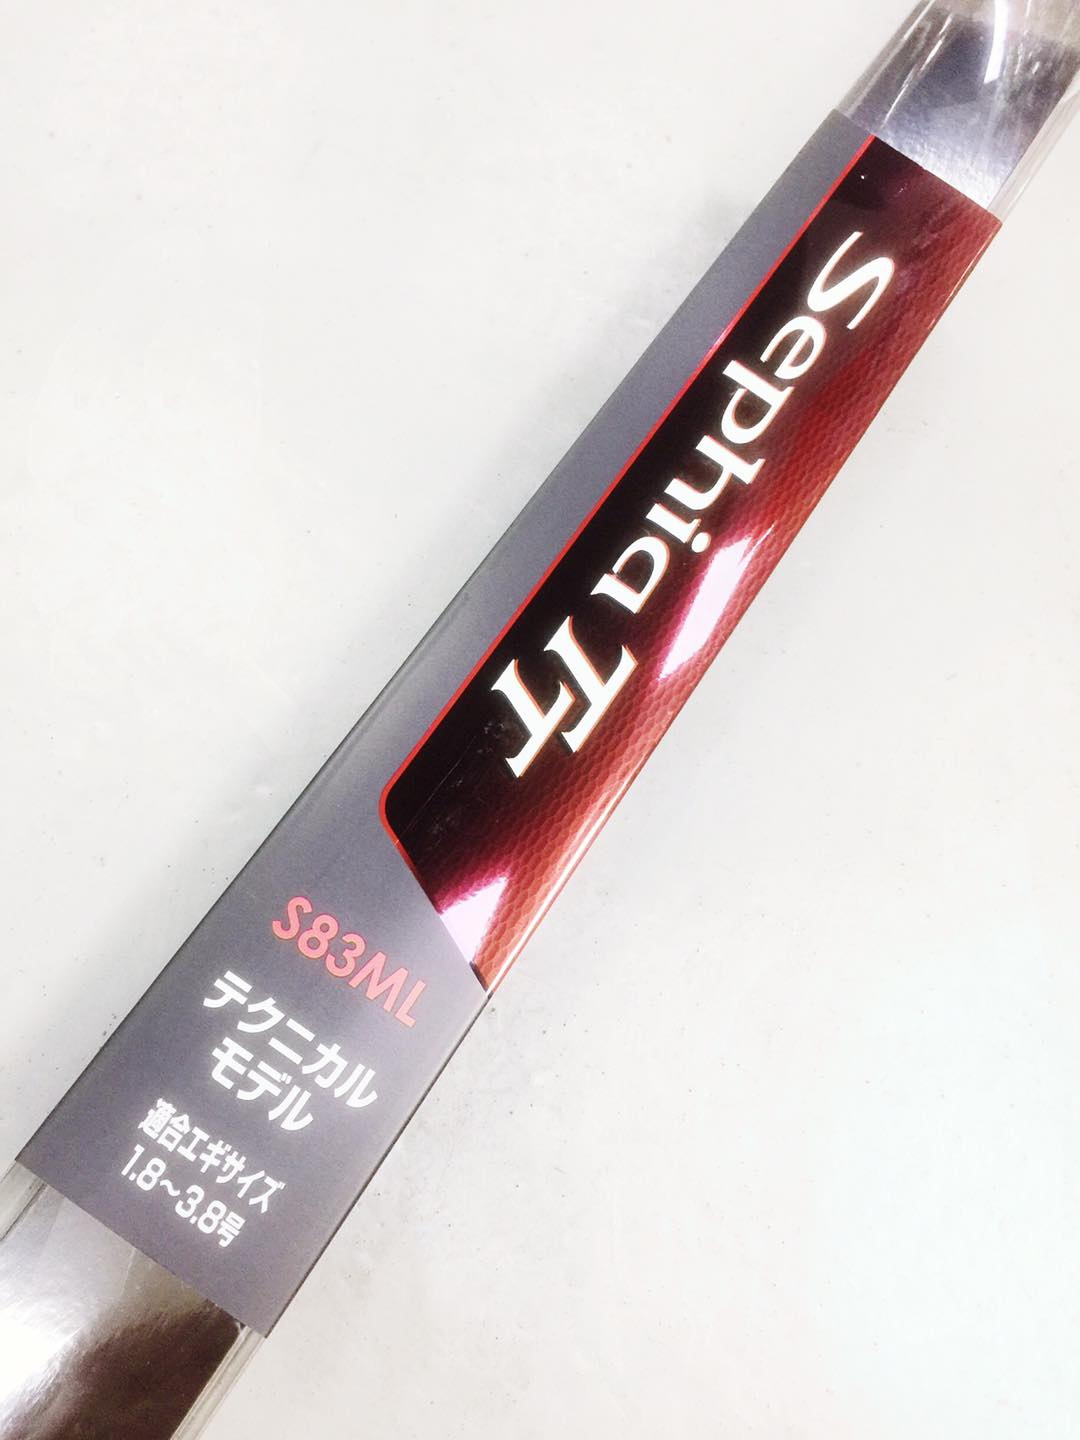 Sephia TT
S83ML
テクニカル
モデル
適合エギサイズ
1.8〜3.8号